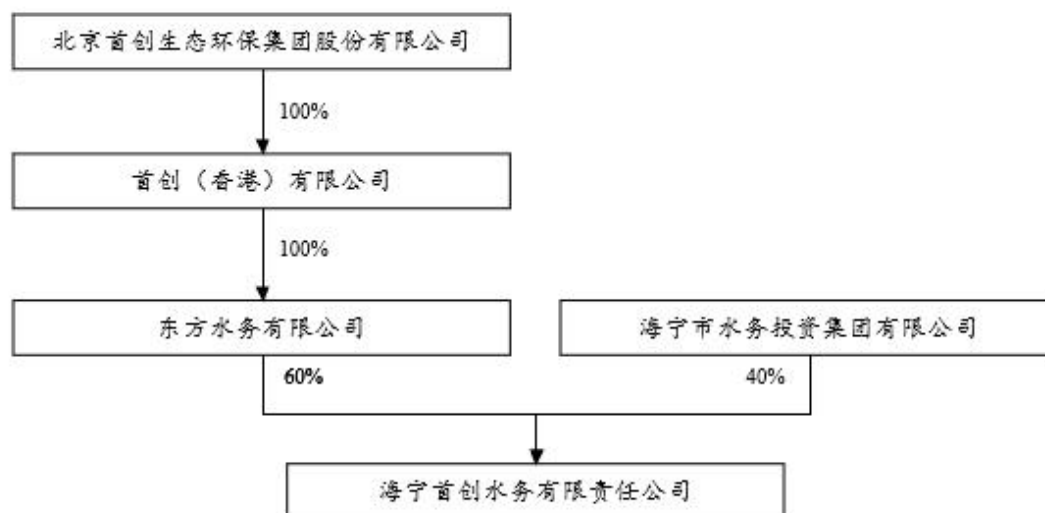 北京首创生态环保集团股份有限公司
100%
首创（香港）有限公司
100%
东方水务有限公司
海宁市水务投资集团有限公司
60%
40%
海宁首创水务有限责任公司